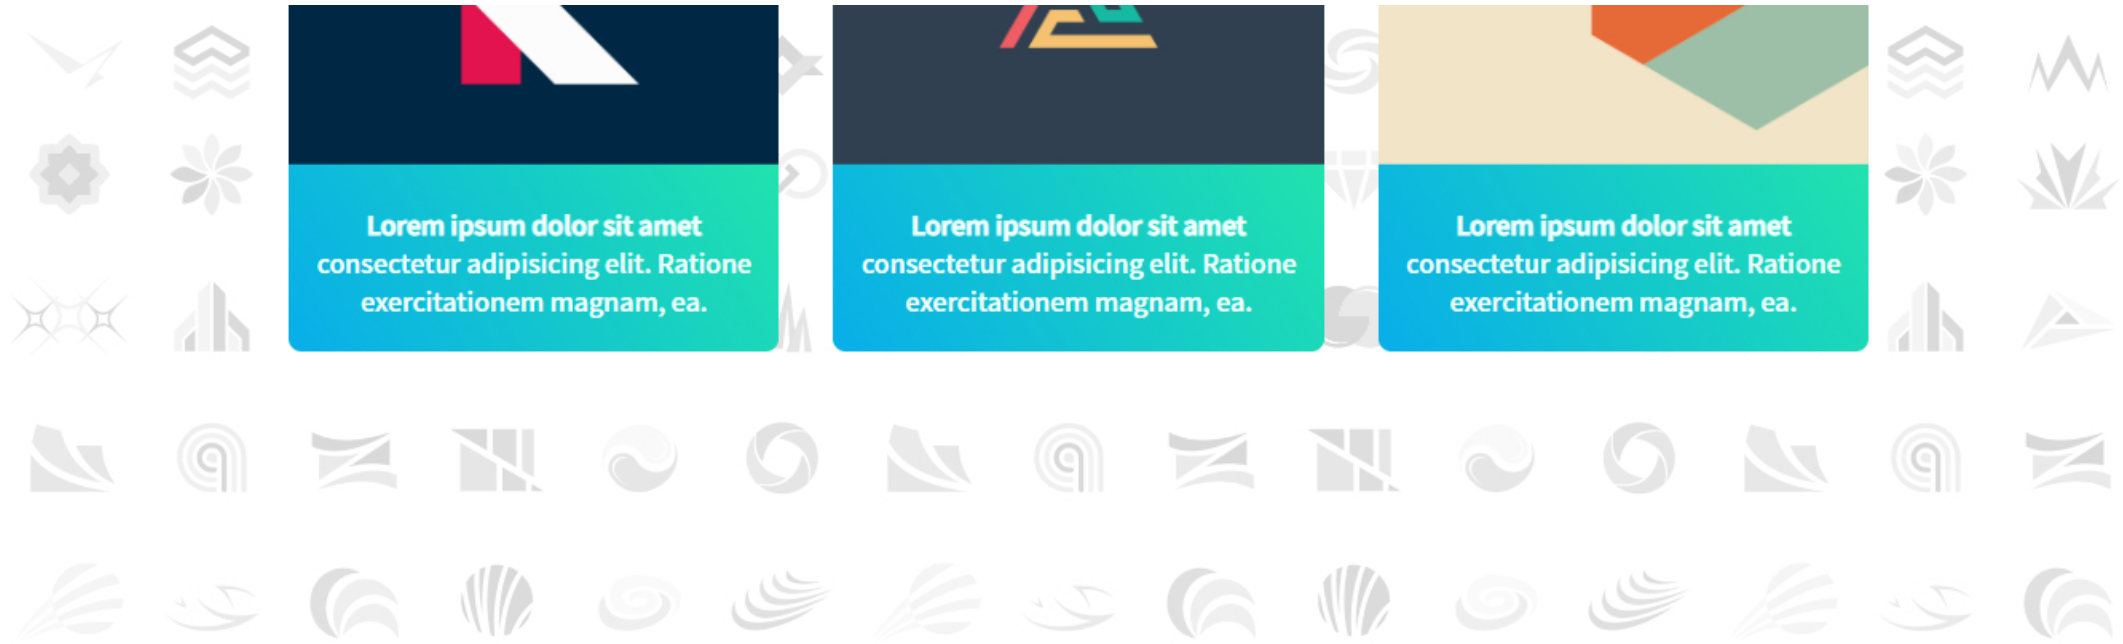 Lorem ipsum dolor sit amet
consectetur adipisicing elit. Ratione
exercitationem magnam, ea.
Lorem ipsum dolor sit amet
consectetur adipisicing elit. Ratione
exercitationem magnam, ea.
Lorem ipsum dolor sit amet
consectetur adipisicing elit. Ratione
exercitationem magnam, ea.